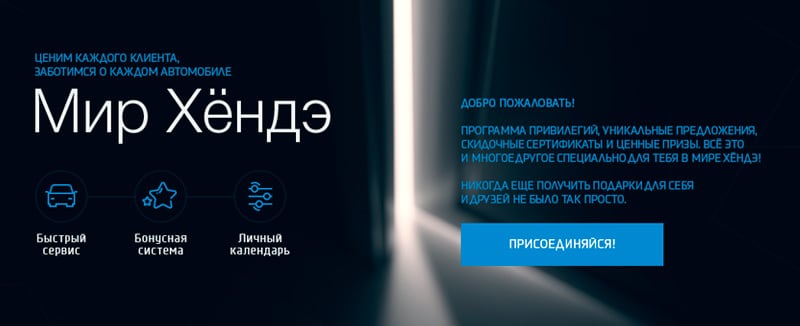 ЦЕНИМ КАЖДОГО КЛИЕНТА,
ЗАБОТИМСЯ О КАЖДОМ АВТОМОБИЛЕ
Мир Хёндэ
Быстрый
сервис
Бонусная
система
Личный
календарь
ДОБРО ПОЖАЛОВАТЬ!
ПРОГРАММА ПРИВИЛЕГИЙ, УНИКАЛЬНЫЕ ПРЕДЛОЖЕНИЯ,
СКИДОЧНЫЕ СЕРТИФИКАТЫ И ЦЕННЫЕ ПРИЗЫ. ВСЁ ЭТО
И МНОГОЕ ДРУГОЕ СПЕЦИАЛЬНО ДЛЯ ТЕБЯ В МИРЕ ХЁНДЭ!
НИКОГДА ЕЩЕ ПОЛУЧИТЬ ПОДАРКИ ДЛЯ СЕБЯ
И ДРУЗЕЙ НЕ БЫЛО ТАК ПРОСТО.
ПРИСОЕДИНЯЙСЯ!